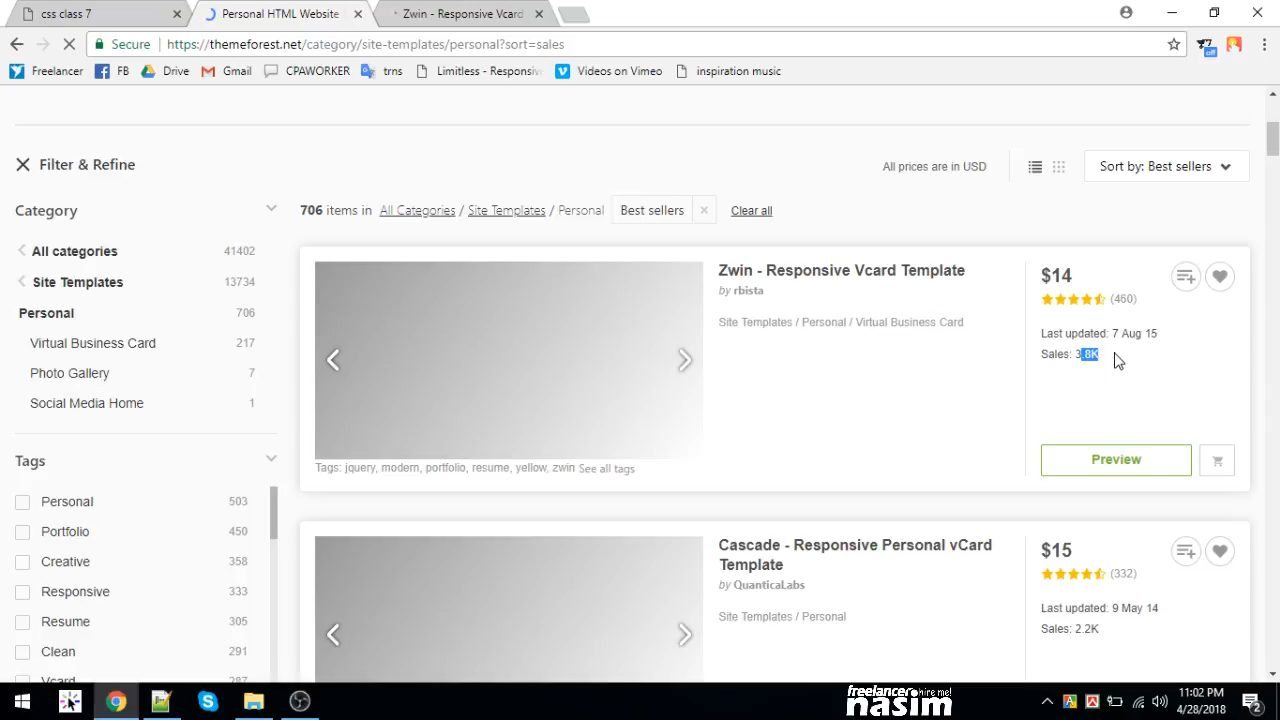 css class 7
Personal HTML Website
Zwin - Responsive Vcard
Secure
https://themeforest.net/category/site-templates/personal?sort=sales
off
Freelancer
FB
Drive
Gmail
CPAWORKER
trns
Limitless - Responsiv
Videos on Vimeo
inspiration music
Filter & Refine
All prices are in USD
Sort by: Best sellers
Category
706 items in All Categories / Site Templates / Personal
Best sellers
Clear all
All categories 41402
Site Templates 13734
Personal 706
Virtual Business Card 217
Photo Gallery 7
Social Media Home 1
Tags
Personal 503
Portfolio 450
Creative 358
Responsive 333
Resume 305
Clean 291
Vcard 287
Zwin - Responsive Vcard Template
by rbista
Site Templates / Personal / Virtual Business Card
Tags: jquery, modern, portfolio, resume, yellow, zwin See all tags
$14
(460)
Last updated: 7 Aug 15
Sales: 3.8K
Preview
Cascade - Responsive Personal vCard
Template
by QuanticaLabs
Site Templates / Personal
$15
(332)
Last updated: 9 May 14
Sales: 2.2K
freelancer hire me!
nasim
11:02 PM
4/28/2018
2